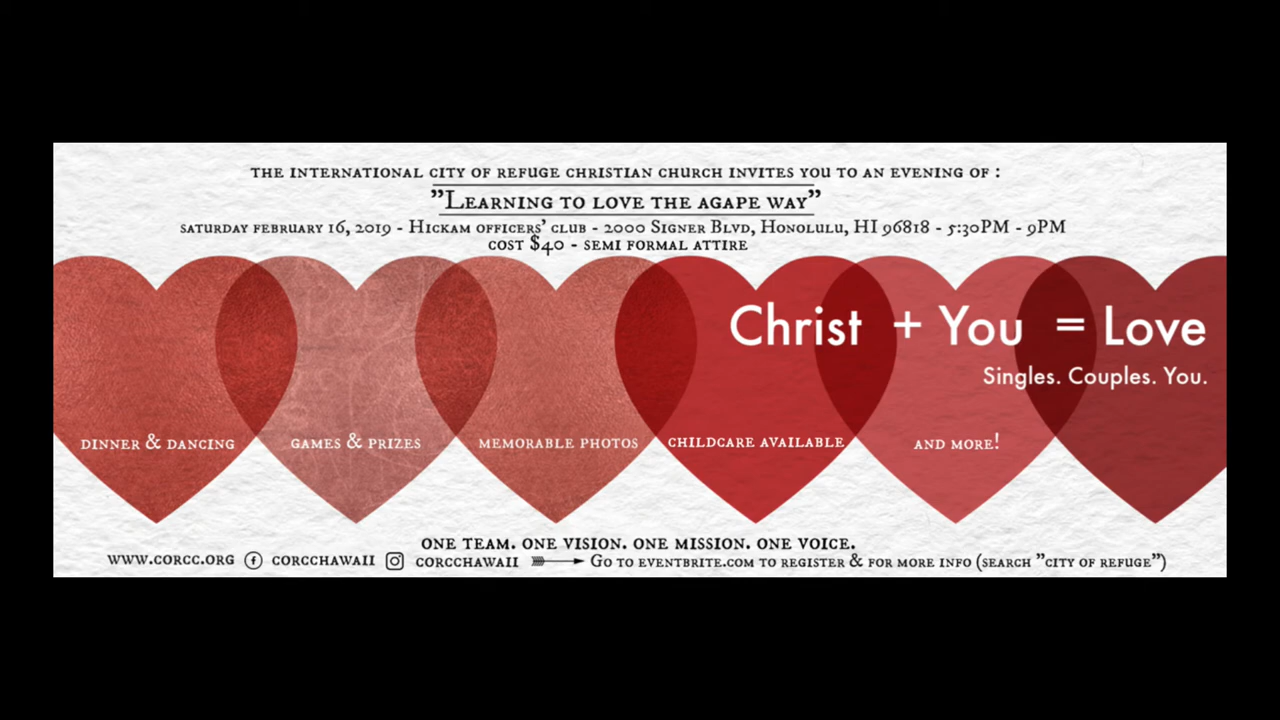 THE INTERNATIONAL CITY OF REFUGE CHRISTIAN CHURCH INVITES YOU TO AN EVENING OF :
"LEARNING TO LOVE THE AGAPE WAY"
SATURDAY FEBRUARY 16, 2019 - HICKAM OFFICERS' CLUB - 2000 SIGNER BLVD, HONOLULU, HI 96818 - 5:30PM - 9PM
COST $40 - SEMI FORMAL ATTIRE
Christ + You = Love
Singles. Couples. You.
DINNER & DANCING
GAMES & PRIZES
MEMORABLE PHOTOS
CHILDCARE AVAILABLE
AND MORE!
ONE TEAM. ONE VISION. ONE MISSION. ONE VOICE.
WWW.CORCC.ORG CORCCHAWAII CORCCHAWAII GO TO EVENTBRITE.COM TO REGISTER & FOR MORE INFO (SEARCH "CITY OF REFUGE")